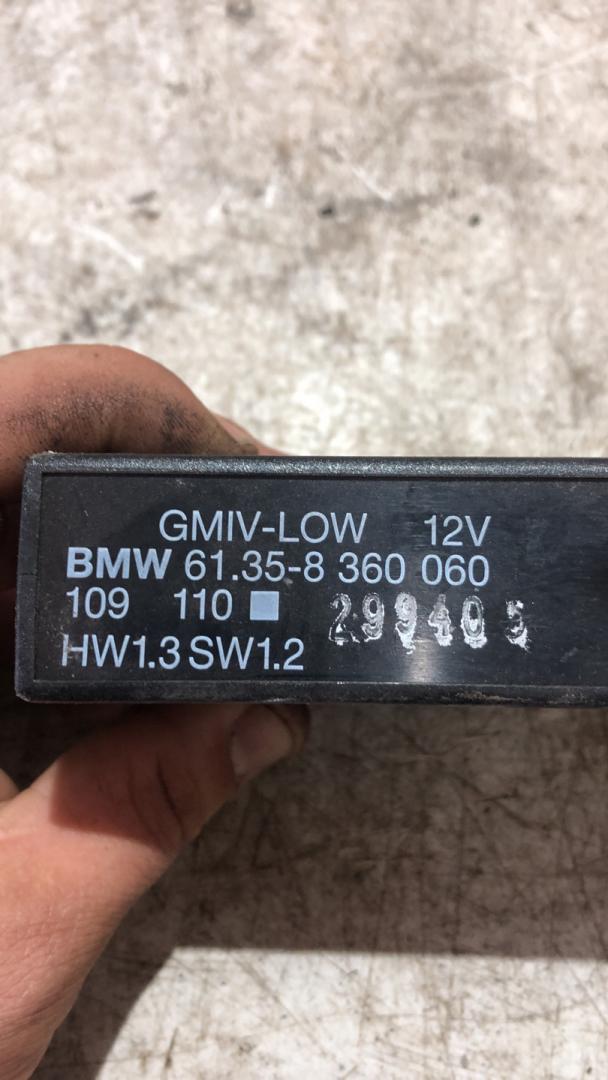 GMIV-LOW 12V
BMW 61.35-8 360 060
109 110 299405
HW1.3 SW1.2